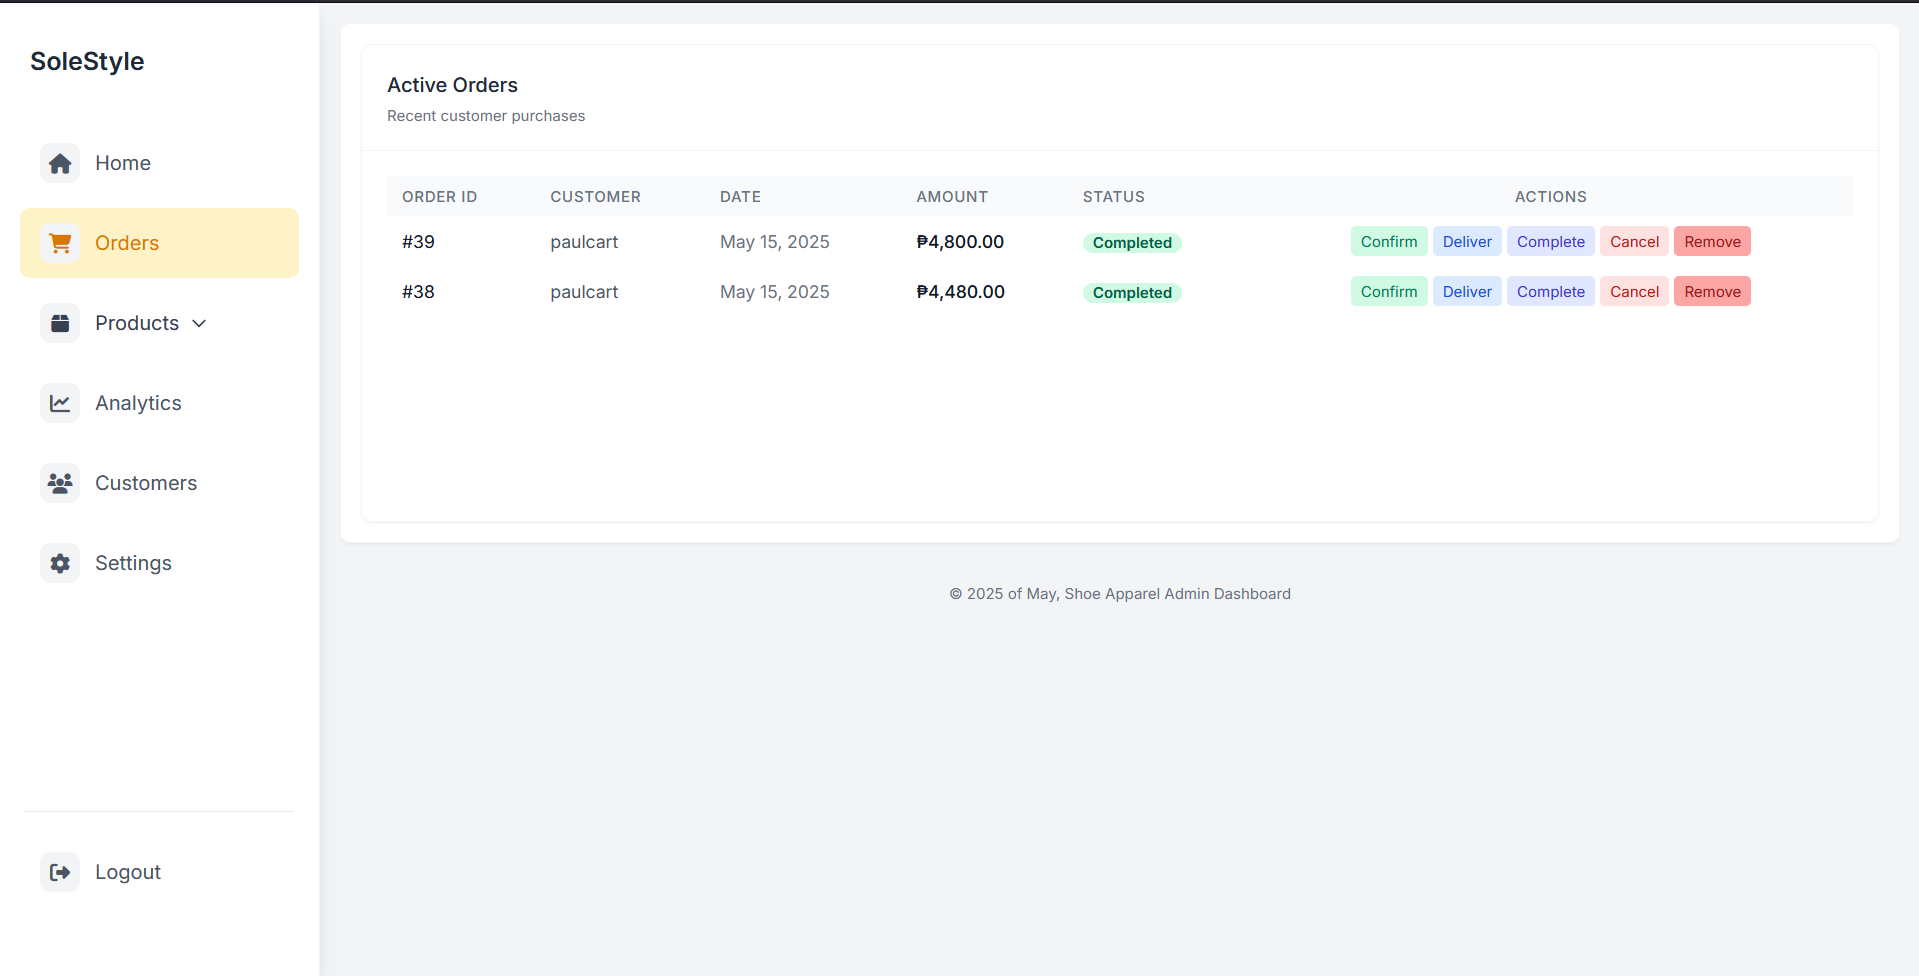 SoleStyle
Home
Orders
Products
Analytics
Customers
Settings
Logout
Active Orders
Recent customer purchases
ORDER ID CUSTOMER DATE AMOUNT STATUS ACTIONS
#39 paulcart May 15, 2025 ₱4,800.00 Completed Confirm Deliver Complete Cancel Remove
#38 paulcart May 15, 2025 ₱4,480.00 Completed Confirm Deliver Complete Cancel Remove
© 2025 of May, Shoe Apparel Admin Dashboard